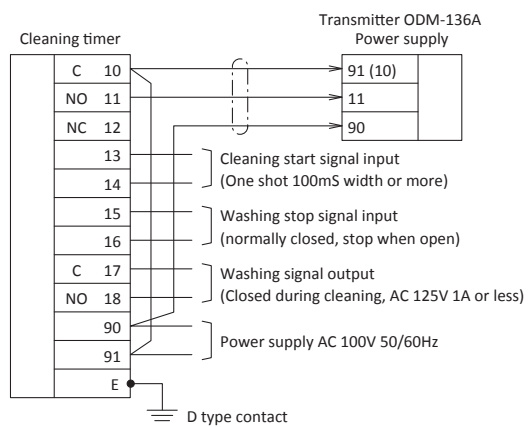 Transmitter ODM-136A
Cleaning timer
Power supply
C 10
91 (10)
NO 11
11
NC 12
90
13
Cleaning start signal input
14
(One shot 100mS width or more)
15
Washing stop signal input
16
(normally closed, stop when open)
C 17
Washing signal output
NO 18
(Closed during cleaning, AC 125V 1A or less)
90
Power supply AC 100V 50/60Hz
91
E
D type contact